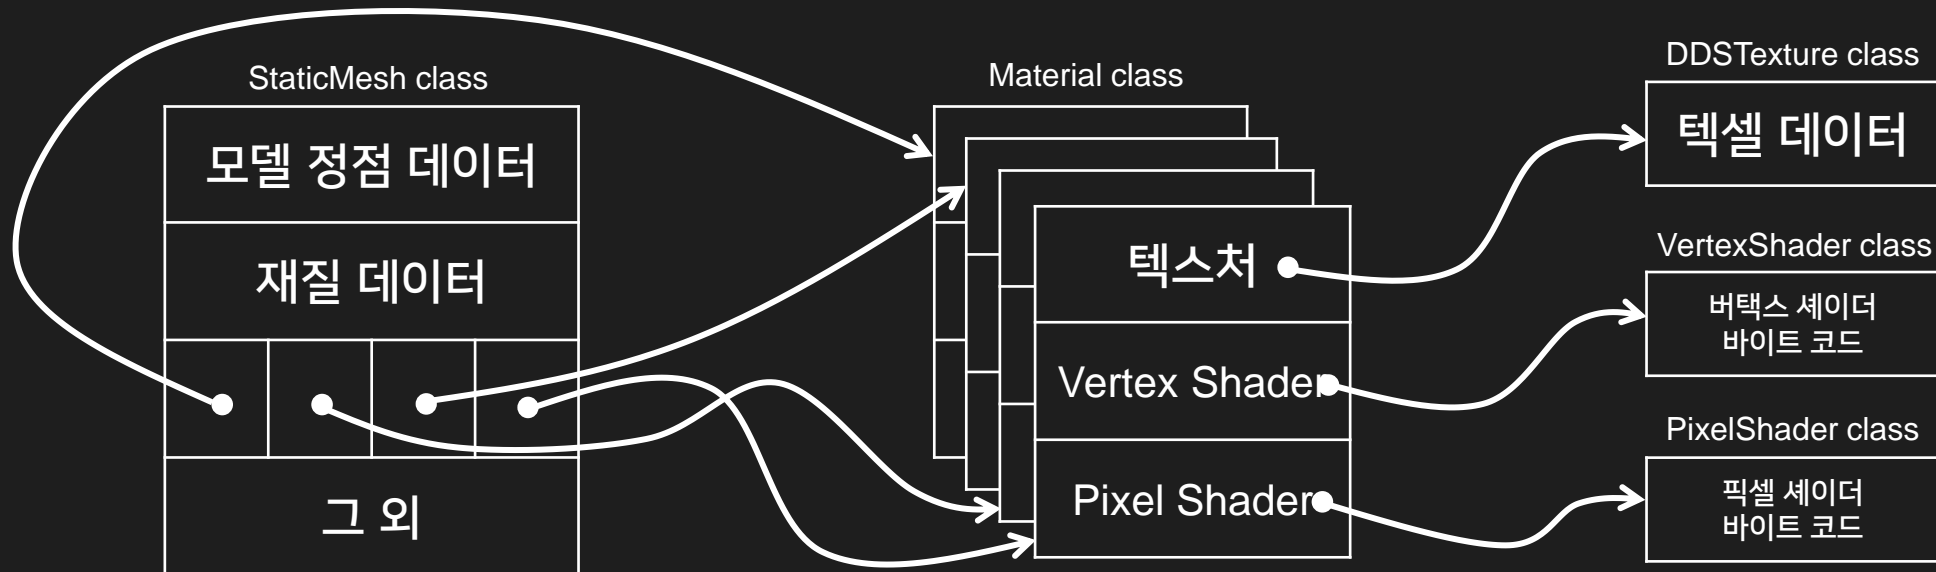 StaticMesh class
모델 정점 데이터
재질 데이터
그 외
Material class
텍스처
Vertex Shader
Pixel Shader
DDSTexture class
텍셀 데이터
VertexShader class
버택스 셰이더
바이트 코드
PixelShader class
픽셀 셰이더
바이트 코드